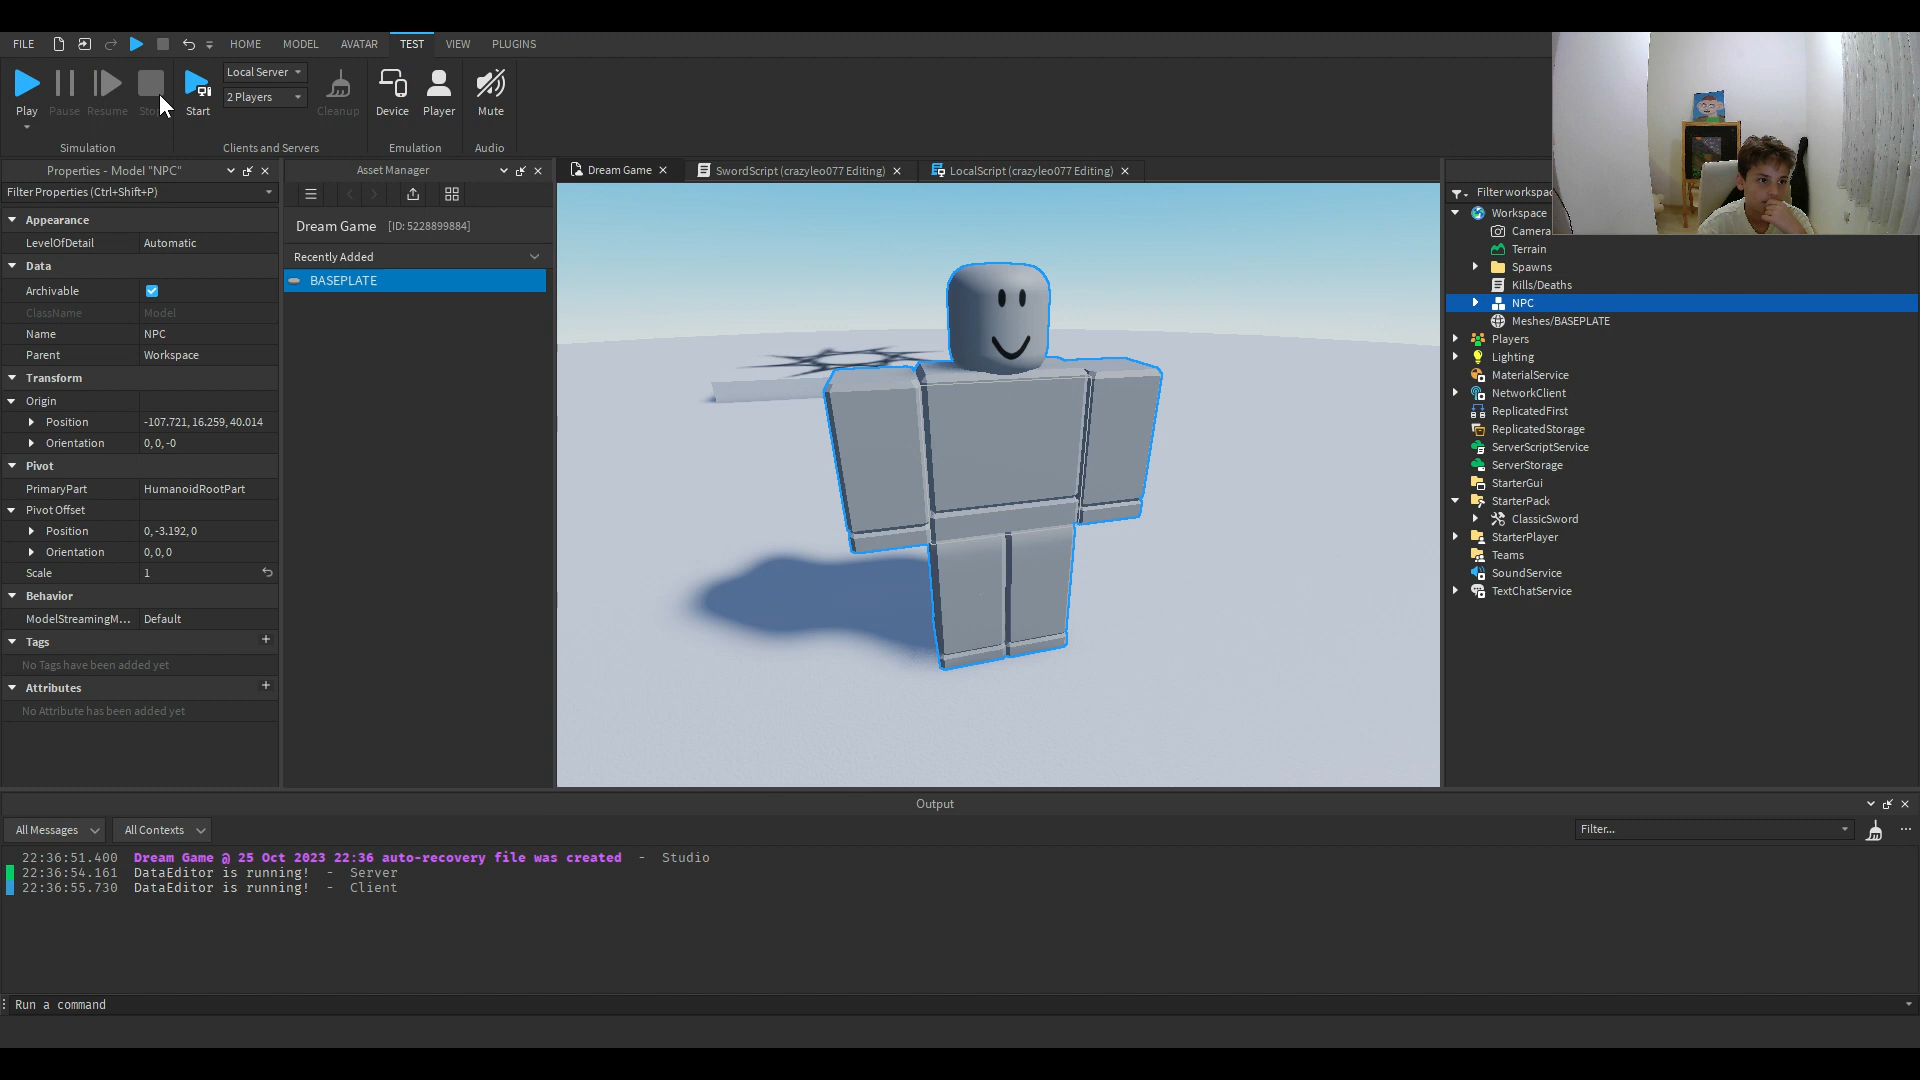 FILE HOME MODEL AVATAR TEST VIEW PLUGINS
Local Server
2 Players
Play Pause Resume Start Cleanup Device Player Mute
Simulation Clients and Servers Emulation Audio
Properties - Model "NPC"
Filter Properties (Ctrl+Shift+P)
Appearance
LevelOfDetail Automatic
Data
Archivable
ClassName Model
Name NPC
Parent Workspace
Transform
Origin
Position -107.721, 16.259, 40.014
Orientation 0, 0, -0
Pivot
PrimaryPart HumanoidRootPart
Pivot Offset
Position 0, -3.192, 0
Orientation 0, 0, 0
Scale 1
Behavior
ModelStreamingM... Default
Tags
No Tags have been added yet
Attributes
No Attribute has been added yet
Asset Manager
Dream Game [ID: 5228899884]
Recently Added
BASEPLATE
Dream Game
SwordScript (crazyleo077 Editing)
LocalScript (crazyleo077 Editing)
Filter
Workspace
Camera
Terrain
Spawns
Kills/Deaths
NPC
Meshes/BASEPLATE
Players
Lighting
MaterialService
NetworkClient
ReplicatedFirst
ReplicatedStorage
ServerScriptService
ServerStorage
StarterGui
StarterPack
ClassicSword
StarterPlayer
Teams
SoundService
TextChatService
Output
All Messages All Contexts Filter...
22:36:51.400 Dream Game @ 25 Oct 2023 22:36 auto-recovery file was created - Studio
22:36:54.161 DataEditor is running! - Server
22:36:55.730 DataEditor is running! - Client
Run a command